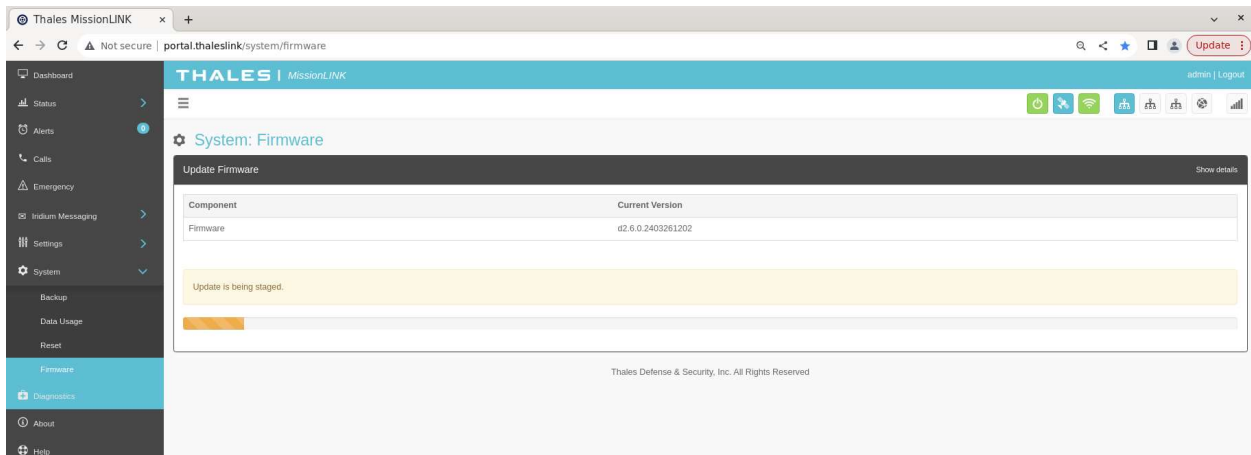 Thales MissionLINK
Not secure | portal.thaleslink/system/firmware
Update
Dashboard
THALES | MissionLINK
admin | Logout
Status
Alerts
0
Calls
Emergency
Iridium Messaging
Settings
System
Backup
Data Usage
Reset
Firmware
Diagnostics
About
Help
System: Firmware
Update Firmware
Show details
Component Current Version
Firmware d2.6.0.2403261202
Update is being staged.
Thales Defense & Security, Inc. All Rights Reserved